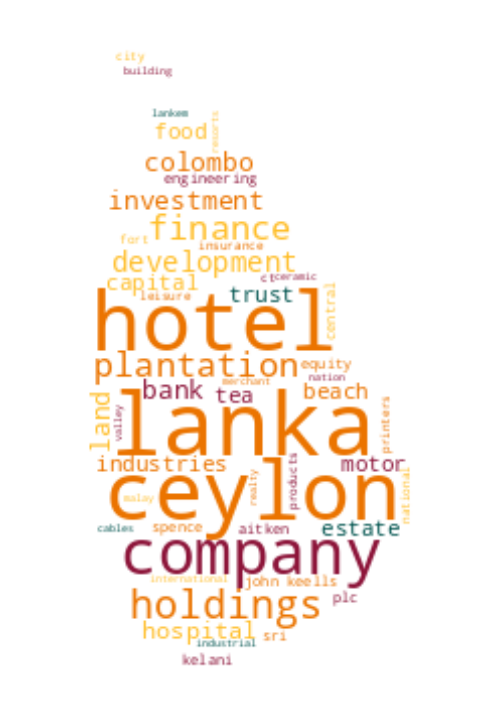 city
building
lankem
resorts
food
colombo
engineering
investment
finance
fort
insurance
development
ct
ceramic
capital
leisure
trust
central
hotel
plantation
equity
nation
merchant
bank
tea
beach
land
valley
lanka
printers
industries
motor
products
realty
national
ceylon
malay
cables
spence
aitken
estate
company
international
john keells
plc
holdings
hospital
sri
industrial
kelani